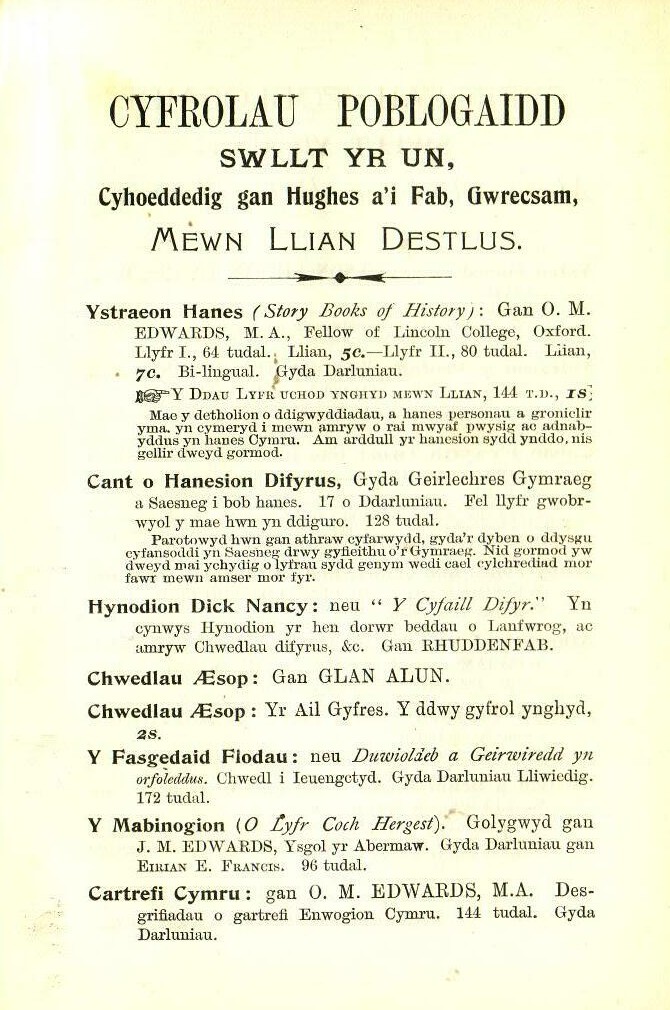 CYFROLAU POBLOGAIDD
SWLLT YR UN,
Cyhoeddedig gan Hughes a'i Fab, Gwrecsam,
MEWN LLIAN DESTLUS.
Ystraeon Hanes (Story Books of History): Gan O. M.
EDWARDS, M.A., Fellow of Lincoln College, Oxford.
Llyfr I., 64 tudal. Llian, 5c.—Llyfr II., 80 tudal. Llian,
7c. Bi-lingual. Gyda Darluniau.
☞ Y DDAU LYFR UCHOD YNGHYD MEWN LLIAN, 144 T.D., 1S;
Mae y detholion o ddigwyddiadau, a hanes personau a groniclir
yma, yn cymeryd i mewn amryw o rai mwyaf pwysig ac adnab-
yddus yn hanes Cymru. Am arddull yr hanesion sydd ynddo, nis
gellir dweyd gormod.
Cant o Hanesion Difyrus, Gyda Geirlechres Gymraeg
a Saesneg i bob hanes. 17 o Ddarluniau. Fel llyfr gwobr-
wyol y mae hwn yn ddiguro. 128 tudal.
Parotowyd hwn gan athraw cyfarwydd, gyda'r dyben o ddysgu
cyfansoddi yn Saesneg drwy gyfieithu o'r Gymraeg. Nid gormod yw
dweyd mai ychydig o lyfrau sydd genym wedi cael cylchrediad mor
fawr mewn amser mor fyr.
Hynodion Dick Nancy: neu “ Y Cyfaill Difyr.” Yn
cynwys Hynodion yr hen dorwr beddau o Lanfwrog, ac
amryw Chwedlau difyrus, &c. Gan RHUDDENFAB.
Chwedlau Æsop: Gan GLAN ALUN.
Chwedlau Æsop: Yr Ail Gyfres. Y ddwy gyfrol ynghyd,
2s.
Y Fasgedaid Flodau: neu Duwioldeb a Geirwiredd yn
orfoleddus. Chwedl i Ieuengctyd. Gyda Darluniau Lliwiedig.
172 tudal.
Y Mabinogion (O Lyfr Coch Hergest). Golygwyd gan
J. M. EDWARDS, Ysgol yr Abermaw. Gyda Darluniau gan
EIRIAN E. FRANCIS. 96 tudal.
Cartrefi Cymru: gan O. M. EDWARDS, M.A. Des-
grifiadau o gartrefi Enwogion Cymru. 144 tudal. Gyda
Darluniau.